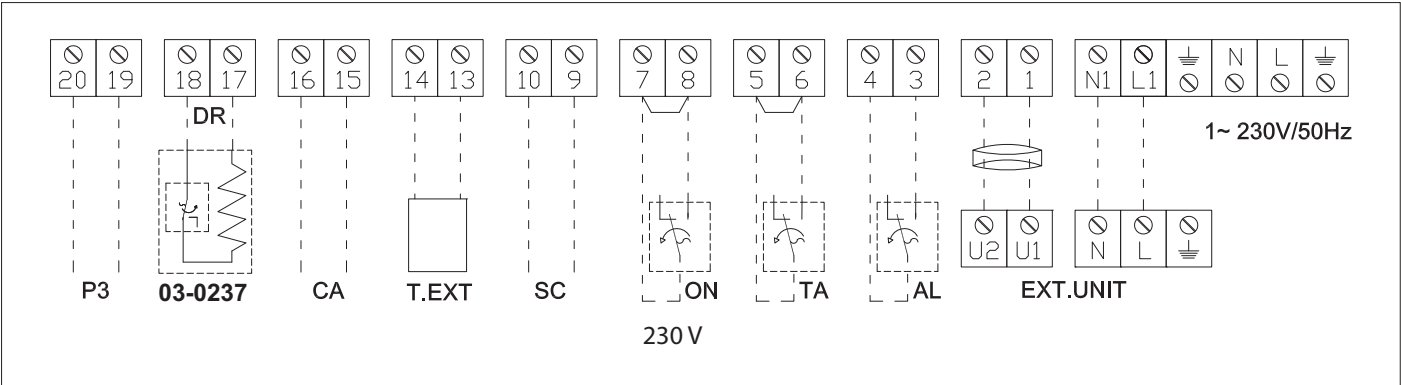 20 19 18 17 16 15 14 13 10 9 7 8 5 6 4 3 2 1 N1 L1 N L
DR
1~ 230V/50Hz
U2 U1 N L
P3 03-0237 CA T.EXT SC ON TA AL EXT.UNIT
230 V